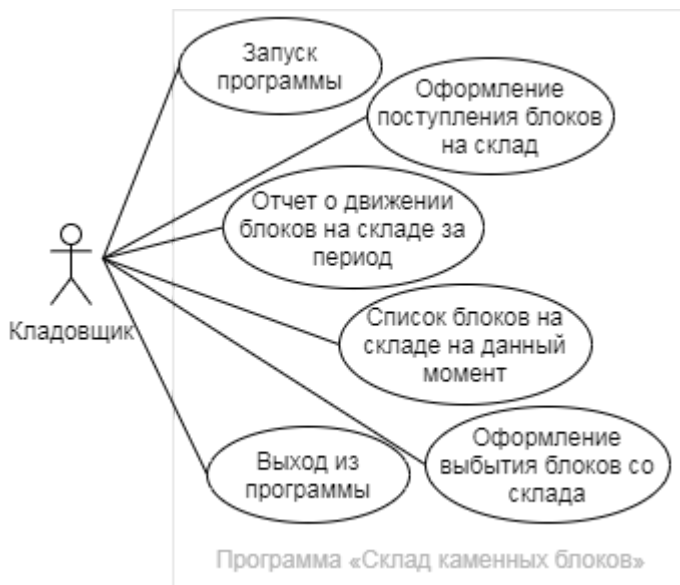 Запуск
программы
Оформление
поступления блоков
на склад
Отчет о движении
блоков на складе за
период
Кладовщик
Список блоков на
складе на данный
момент
Оформление
выбытия блоков со
склада
Выход из
программы
Программа «Склад каменных блоков»